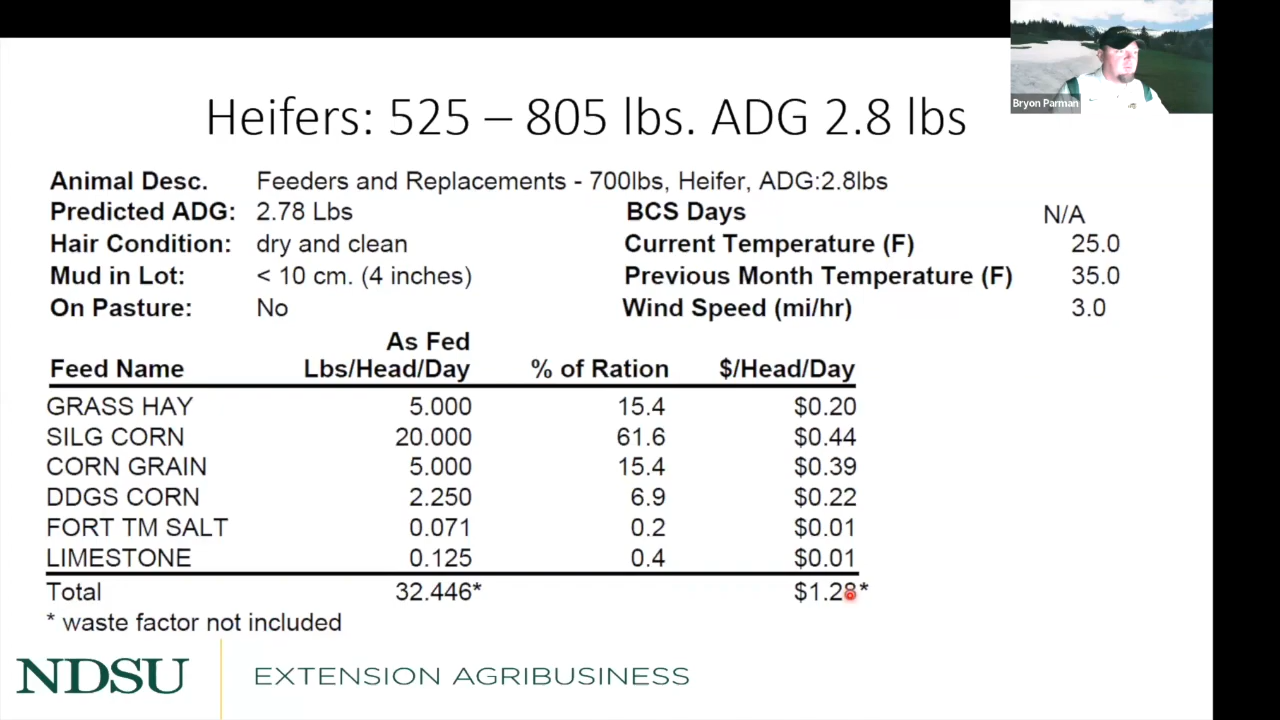 Bryon Parman
Heifers: 525 – 805 lbs. ADG 2.8 lbs
Animal Desc. Feeders and Replacements - 700lbs, Heifer, ADG:2.8lbs
Predicted ADG: 2.78 Lbs BCS Days N/A
Hair Condition: dry and clean Current Temperature (F) 25.0
Mud in Lot: < 10 cm. (4 inches) Previous Month Temperature (F) 35.0
On Pasture: No Wind Speed (mi/hr) 3.0
As Fed
Feed Name Lbs/Head/Day % of Ration $/Head/Day
GRASS HAY 5.000 15.4 $0.20
SILG CORN 20.000 61.6 $0.44
CORN GRAIN 5.000 15.4 $0.39
DDGS CORN 2.250 6.9 $0.22
FORT TM SALT 0.071 0.2 $0.01
LIMESTONE 0.125 0.4 $0.01
Total 32.446* $1.28*
* waste factor not included
NDSU EXTENSION AGRIBUSINESS